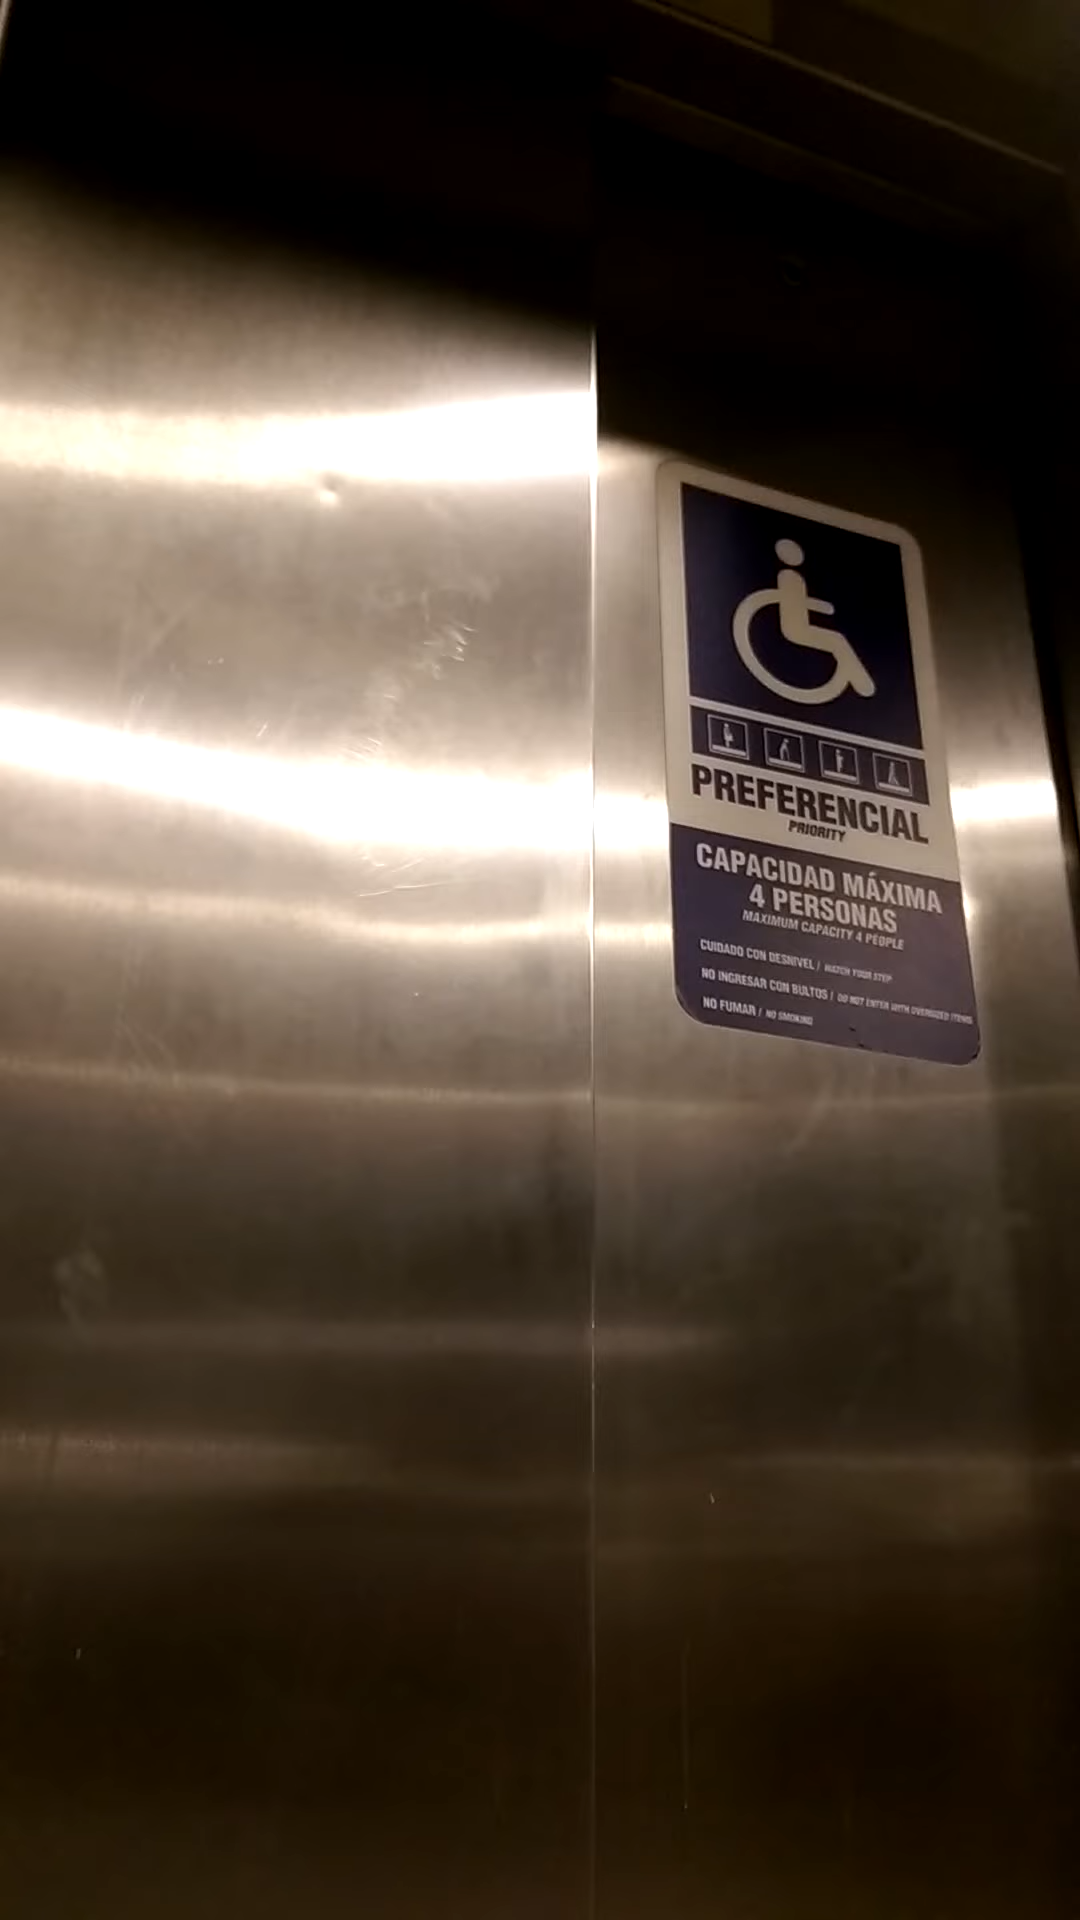 PREFERENCIAL
PRIORITY
CAPACIDAD MÁXIMA
4 PERSONAS
MAXIMUM CAPACITY 4 PEOPLE
CUIDADO CON DESNIVEL / WATCH YOUR STEP
NO INGRESAR CON BULTOS / DO NOT ENTER WITH OVERSIZED ITEMS
NO FUMAR / NO SMOKING